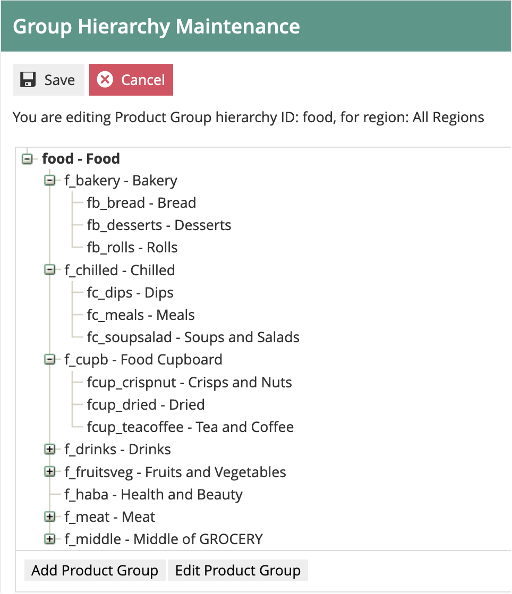 Group Hierarchy Maintenance
Save Cancel
You are editing Product Group hierarchy ID: food, for region: All Regions
food - Food
f_bakery - Bakery
fb_bread - Bread
fb_desserts - Desserts
fb_rolls - Rolls
f_chilled - Chilled
fc_dips - Dips
fc_meals - Meals
fc_soupsalad - Soups and Salads
f_cupb - Food Cupboard
fcup_crispnut - Crisps and Nuts
fcup_dried - Dried
fcup_teacoffee - Tea and Coffee
f_drinks - Drinks
f_fruitsveg - Fruits and Vegetables
f_haba - Health and Beauty
f_meat - Meat
f_middle - Middle of GROCERY
Add Product Group Edit Product Group